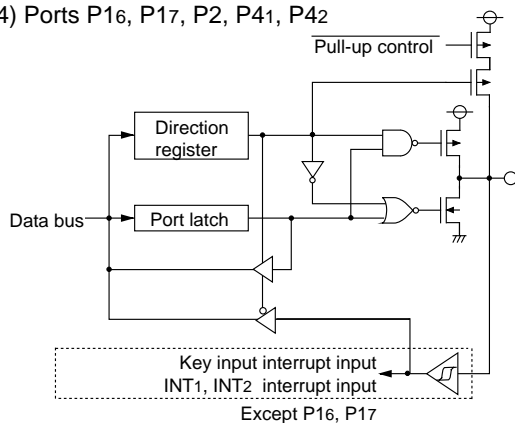 4) Ports P16, P17, P2, P41, P42
Pull-up control
Direction
register
Data bus
Port latch
Key input interrupt input
INT1, INT2 interrupt input
Except P16, P17